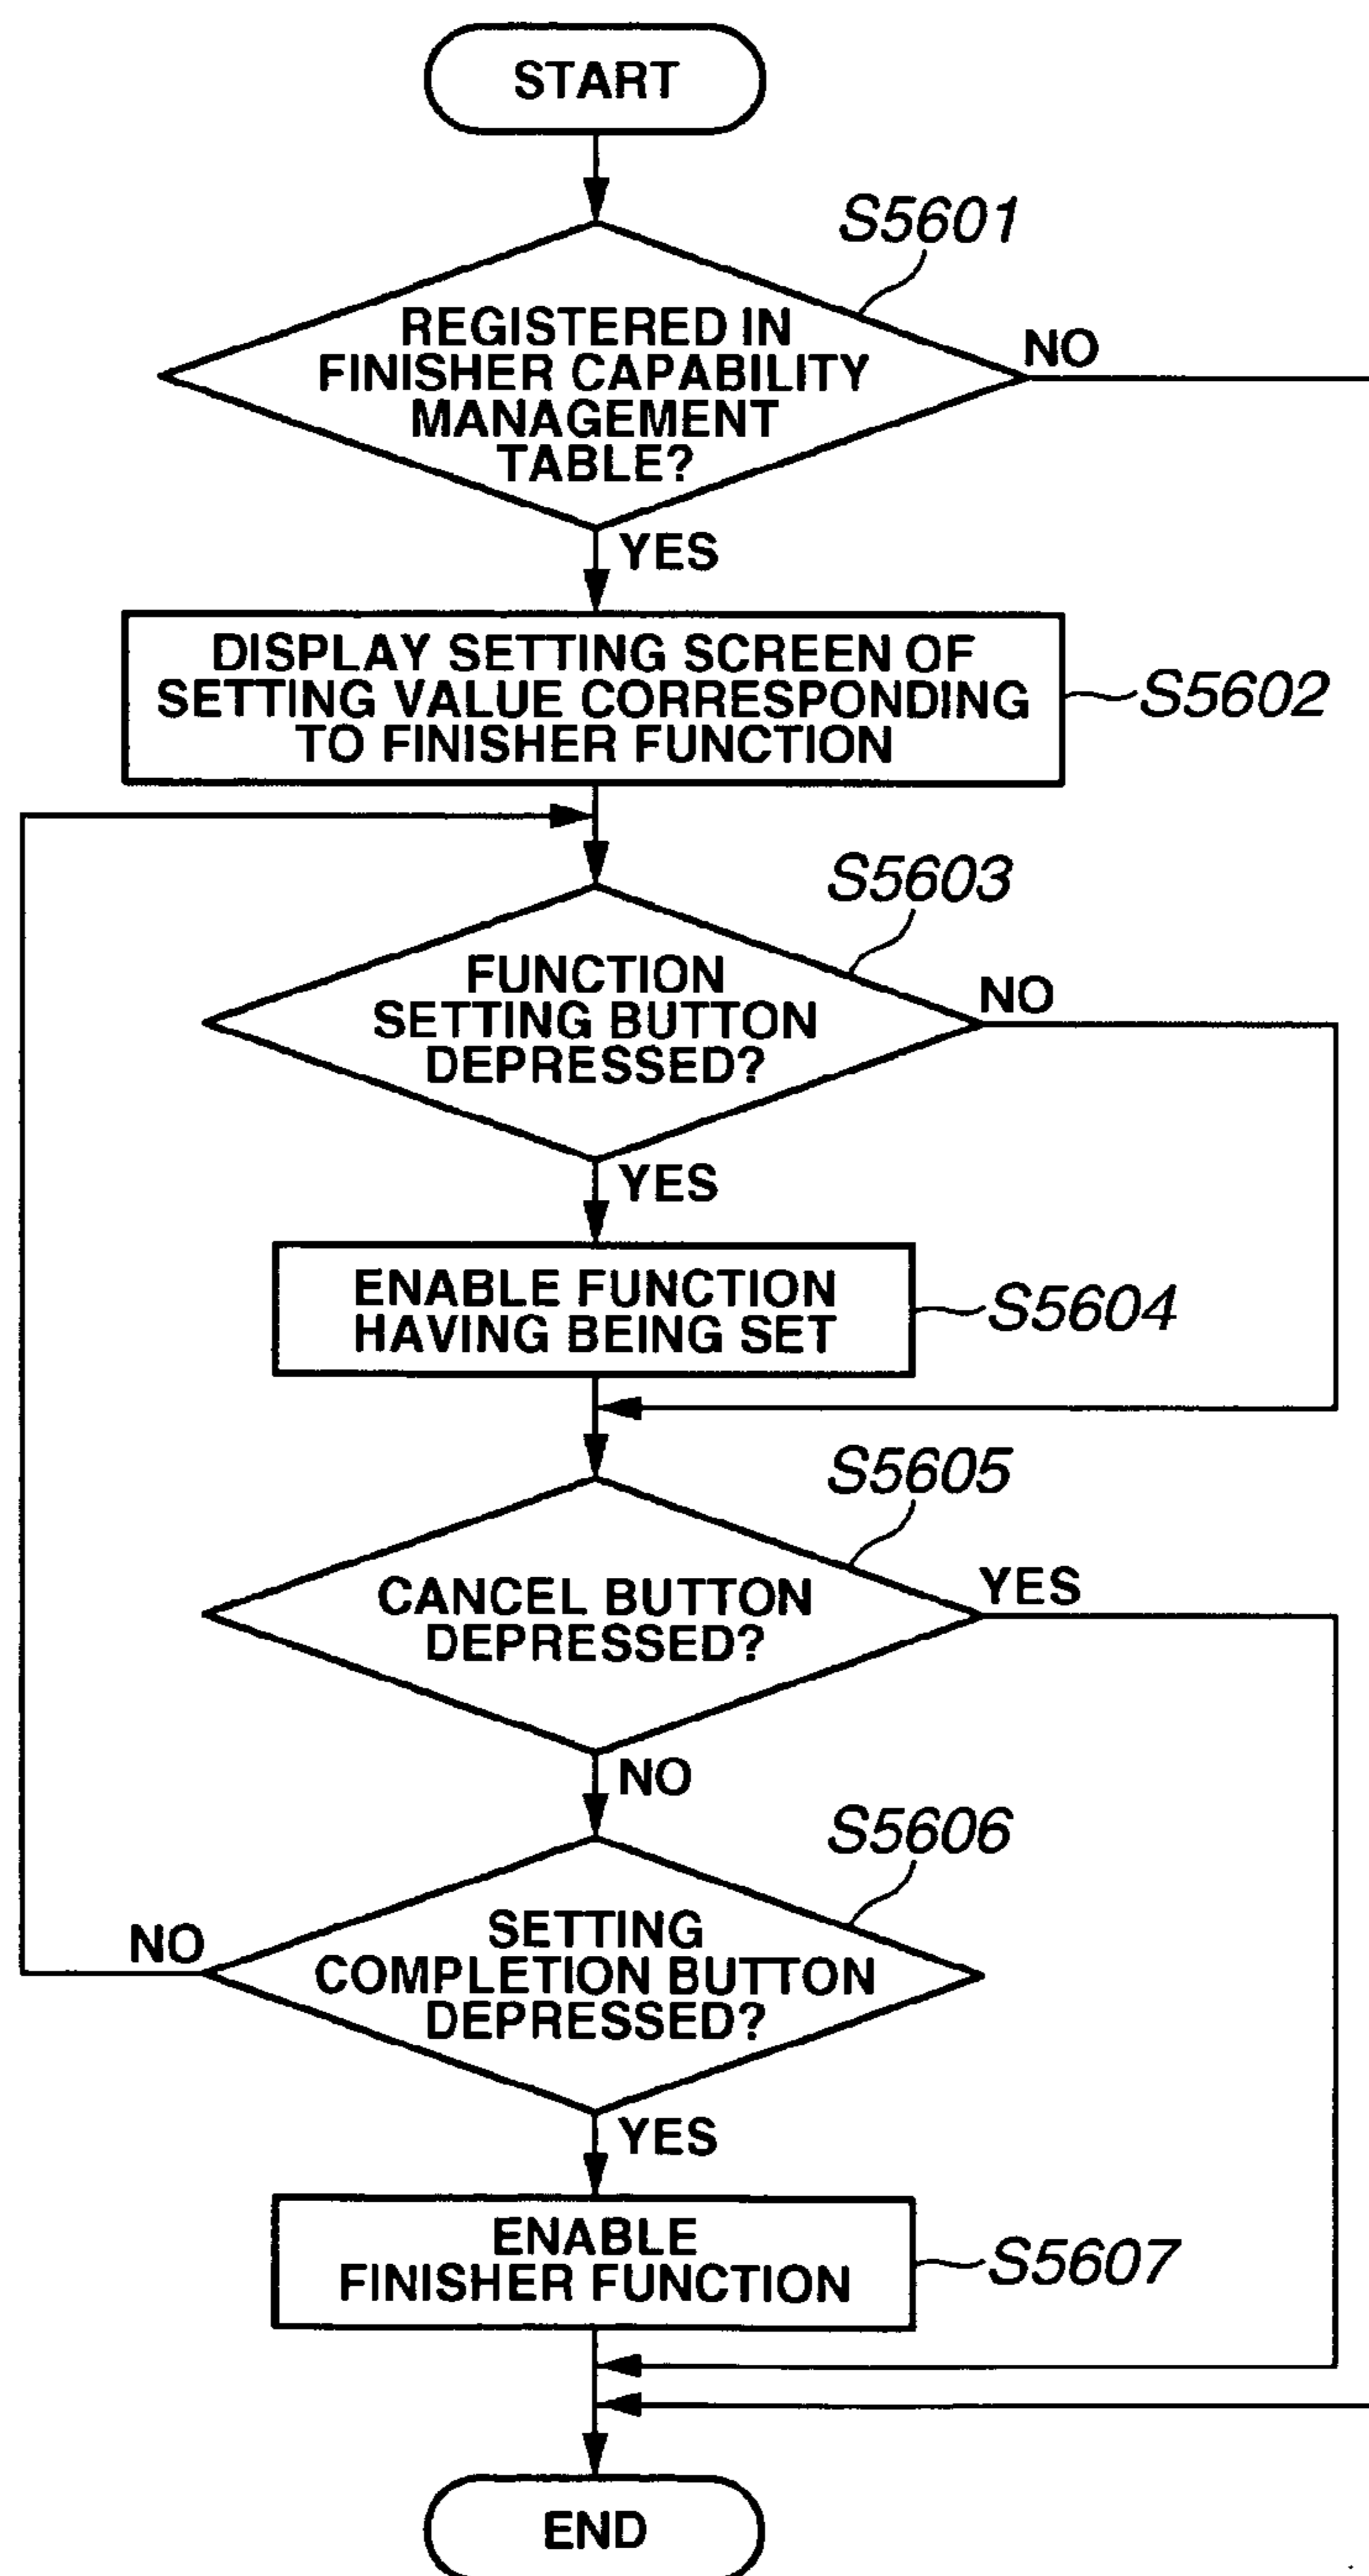 START
S5601
REGISTERED IN
FINISHER CAPABILITY
MANAGEMENT
TABLE?
NO
YES
DISPLAY SETTING SCREEN OF
SETTING VALUE CORRESPONDING
TO FINISHER FUNCTION
S5602
S5603
FUNCTION
SETTING BUTTON
DEPRESSED?
NO
YES
ENABLE FUNCTION
HAVING BEING SET
S5604
S5605
CANCEL BUTTON
DEPRESSED?
YES
NO
S5606
SETTING
COMPLETION BUTTON
DEPRESSED?
NO
YES
ENABLE
FINISHER FUNCTION
S5607
END